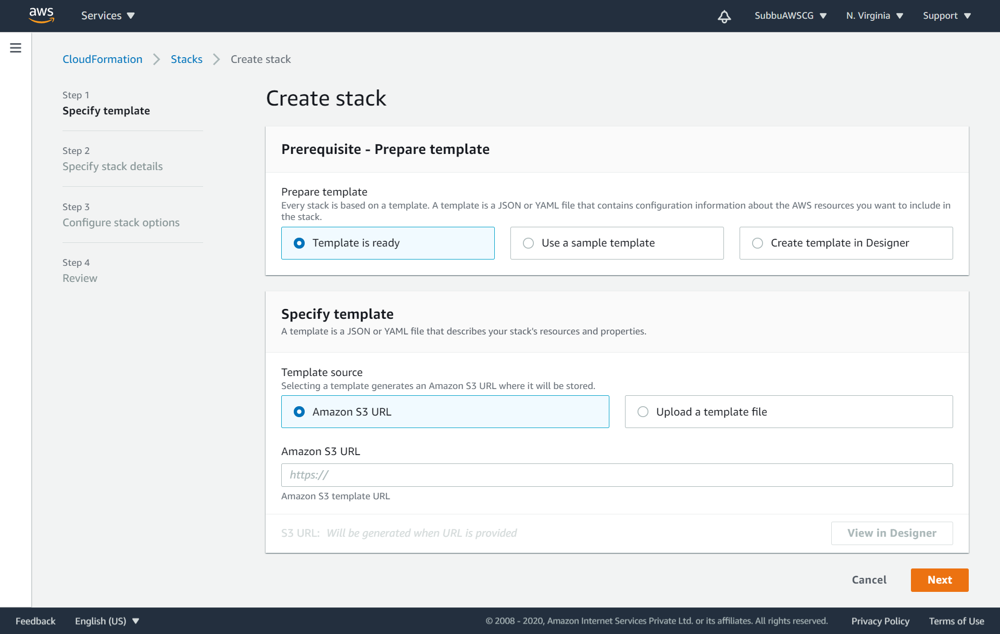 aws
Services
SubbuAWSCG
N. Virginia
Support
CloudFormation
Stacks
Create stack
Step 1
Specify template
Step 2
Specify stack details
Step 3
Configure stack options
Step 4
Review
Create stack
Prerequisite - Prepare template
Prepare template
Every stack is based on a template. A template is a JSON or YAML file that contains configuration information about the AWS resources you want to include in
the stack.
Template is ready
Use a sample template
Create template in Designer
Specify template
A template is a JSON or YAML file that describes your stack's resources and properties.
Template source
Selecting a template generates an Amazon S3 URL where it will be stored.
Amazon S3 URL
Upload a template file
Amazon S3 URL
https://
Amazon S3 template URL
S3 URL: Will be generated when URL is provided
View in Designer
Cancel
Next
Feedback
English (US)
© 2008 - 2020, Amazon Internet Services Private Ltd. or its affiliates. All rights reserved.
Privacy Policy
Terms of Use